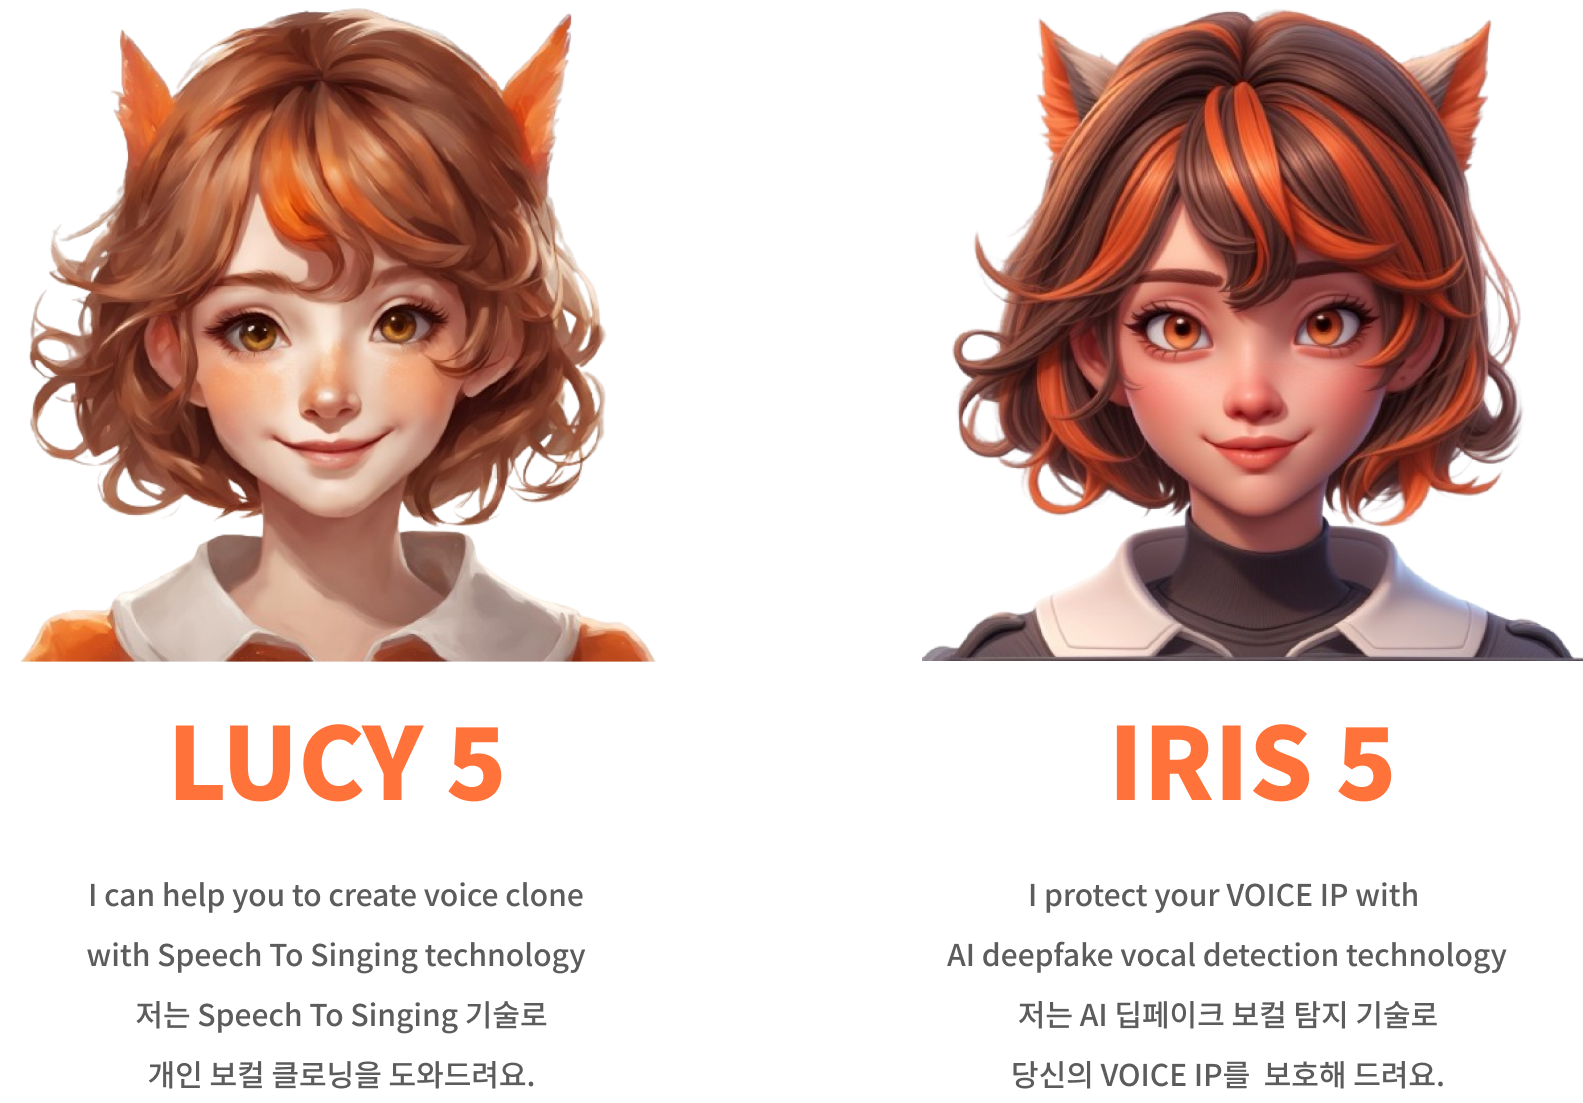 LUCY 5
I can help you to create voice clone
with Speech To Singing technology
저는 Speech To Singing 기술로
개인 보컬 클로닝을 도와드려요.
IRIS 5
I protect your VOICE IP with
AI deepfake vocal detection technology
저는 AI 딥페이크 보컬 탐지 기술로
당신의 VOICE IP를 보호해 드려요.